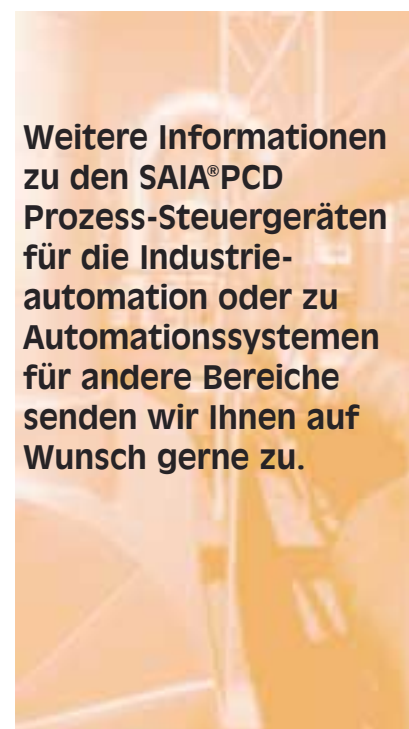 Weitere Informationen
zu den SAIA®PCD
Prozess-Steuergeräten
für die Industrie-
automation oder zu
Automationssystemen
für andere Bereiche
senden wir Ihnen auf
Wunsch gerne zu.